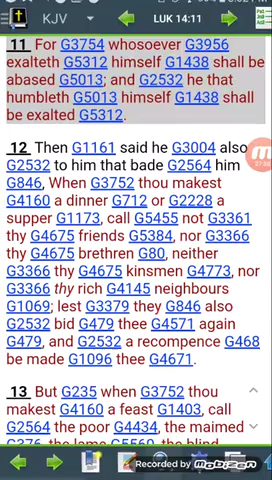 KJV LUK 14:11
11 For G3754 whosoever G3956
exalteth G5312 himself G1438 shall be
abased G5013; and G2532 he that
humbleth G5013 himself G1438 shall
be exalted G5312.
12 Then G1161 said he G3004 also
G2532 to him that bade G2564 him
G846, When G3752 thou makest
G4160 a dinner G712 or G2228 a
supper G1173, call G5455 not G3361
thy G4675 friends G5384, nor G3366
thy G4675 brethren G80, neither
G3366 thy G4675 kinsmen G4773, nor
G3366 thy rich G4145 neighbours
G1069; lest G3379 they G846 also
G2532 bid G479 thee G4571 again
G479, and G2532 a recompence G468
be made G1096 thee G4671.
13 But G235 when G3752 thou
makest G4160 a feast G1403, call
G2564 the poor G4434, the maimed
G376, the lame G5560, the blind
Recorded by Mobizen